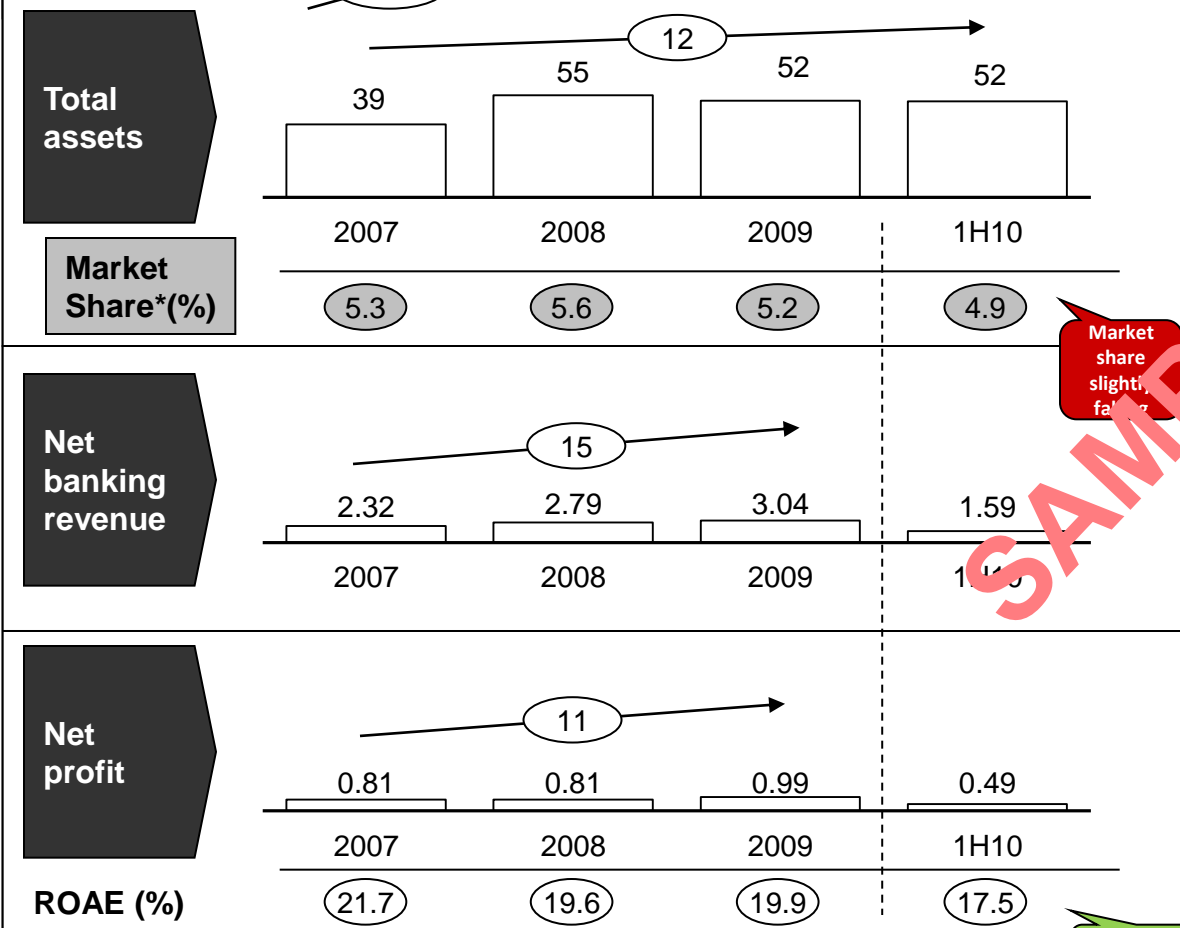 12
Total
assets
39
55
52
52
2007
2008
2009
1H10
Market
Share*(%)
5.3
5.6
5.2
4.9
Market
share
Net
banking
revenue
15
2.32
2.79
3.04
1.59
2007
2008
2009
Net
profit
11
0.81
0.81
0.99
0.49
2007
2008
2009
1H10
ROAE (%)
21.7
19.6
19.9
17.5